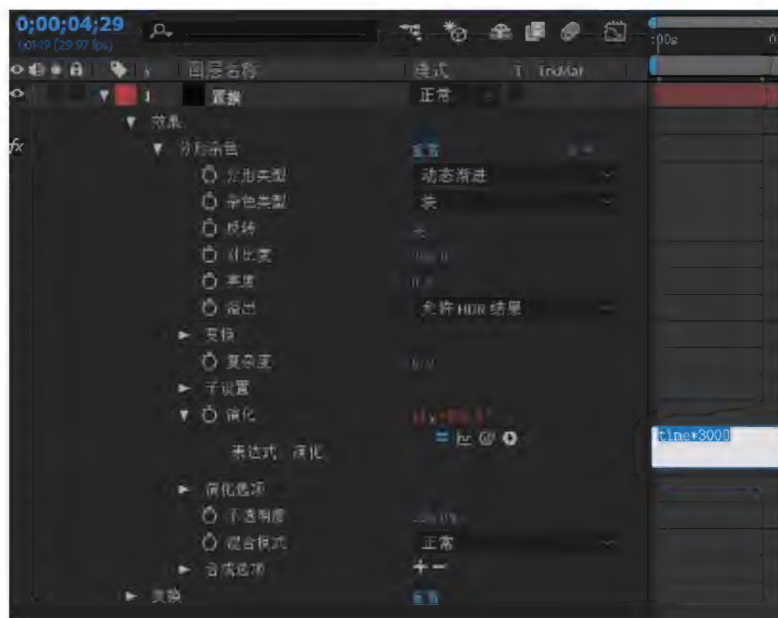 0;00;04;29
00149 (29.97 fps)
:00s
0
图层名称 模式 T TrkMat
1 置换 正常
效果
fx 分形杂色 重置
分形类型 动态渐进
杂色类型 块
反转
对比度
亮度
溢出 允许 HDR 结果
变换
复杂度
子设置
演化
表达式：演化 time*3000
演化选项
不透明度
混合模式 正常
合成选项 +-
变换 重置